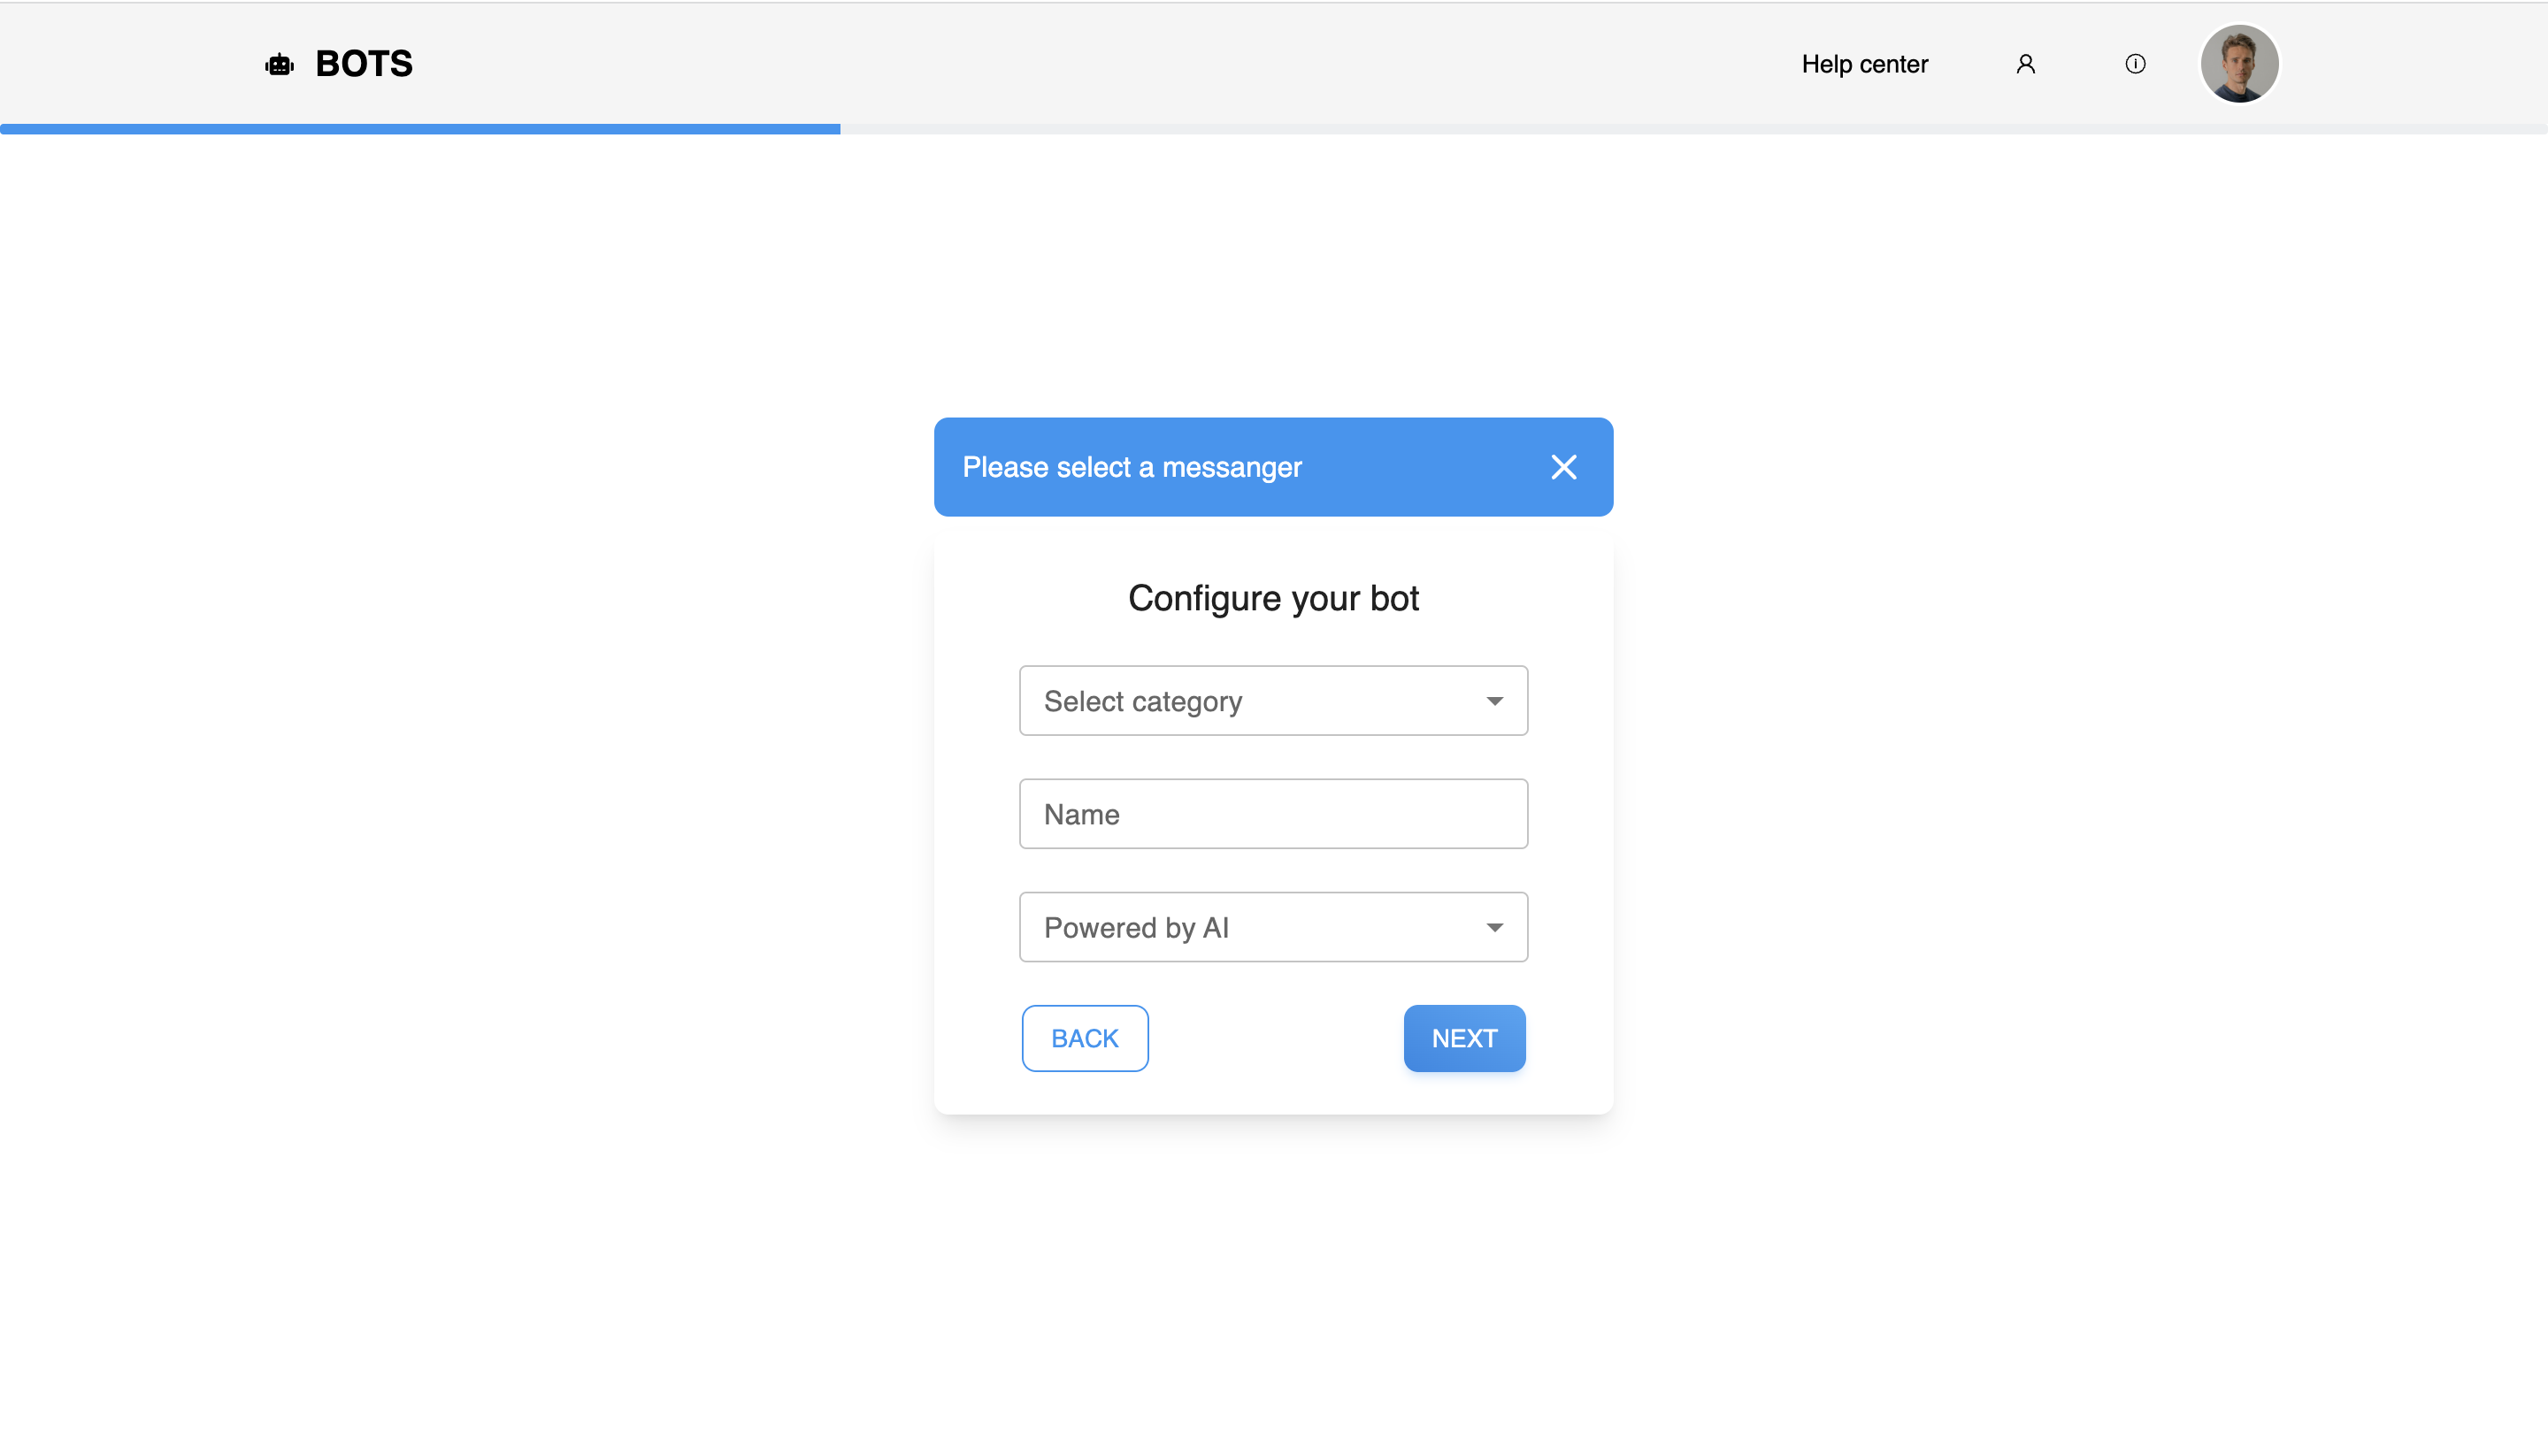 BOTS
Help center
Please select a messanger
Configure your bot
Select category
Name
Powered by AI
BACK
NEXT